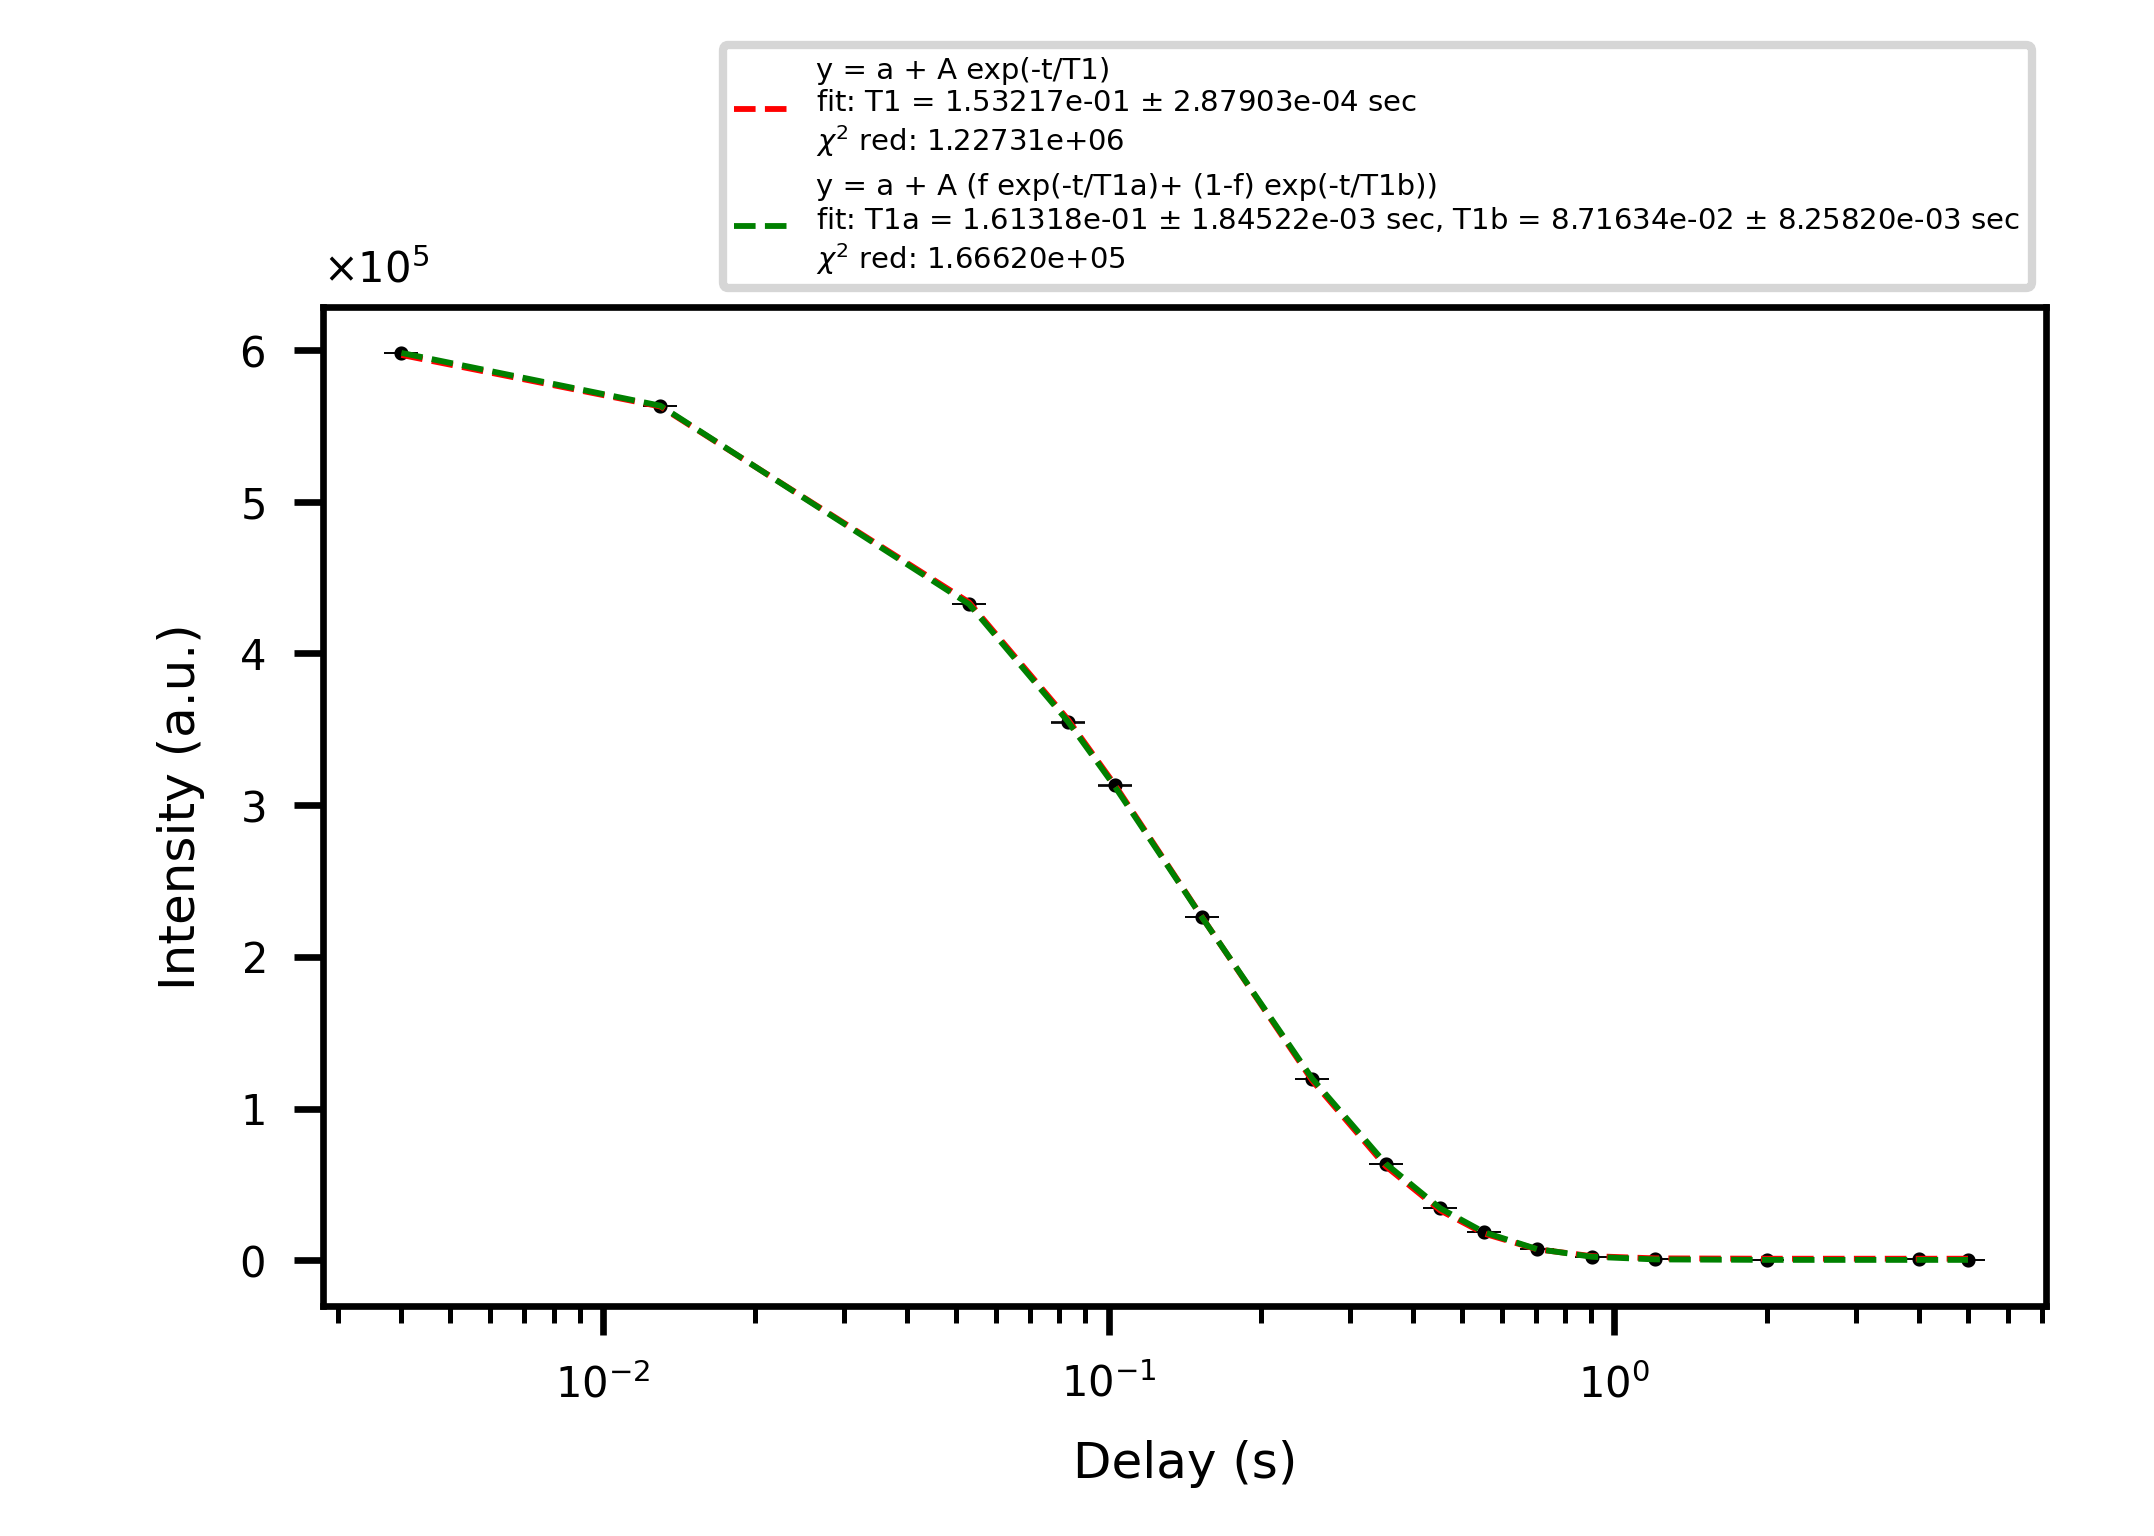 y = a + A exp(-t/T1)
fit: T1 = 1.53217e-01 ± 2.87903e-04 sec
χ² red: 1.22731e+06
y = a + A (f exp(-t/T1a)+ (1-f) exp(-t/T1b))
fit: T1a = 1.61318e-01 ± 1.84522e-03 sec, T1b = 8.71634e-02 ± 8.25820e-03 sec
χ² red: 1.66620e+05
×10⁵
6
5
4
3
2
1
0
Intensity (a.u.)
10⁻² 10⁻¹ 10⁰
Delay (s)